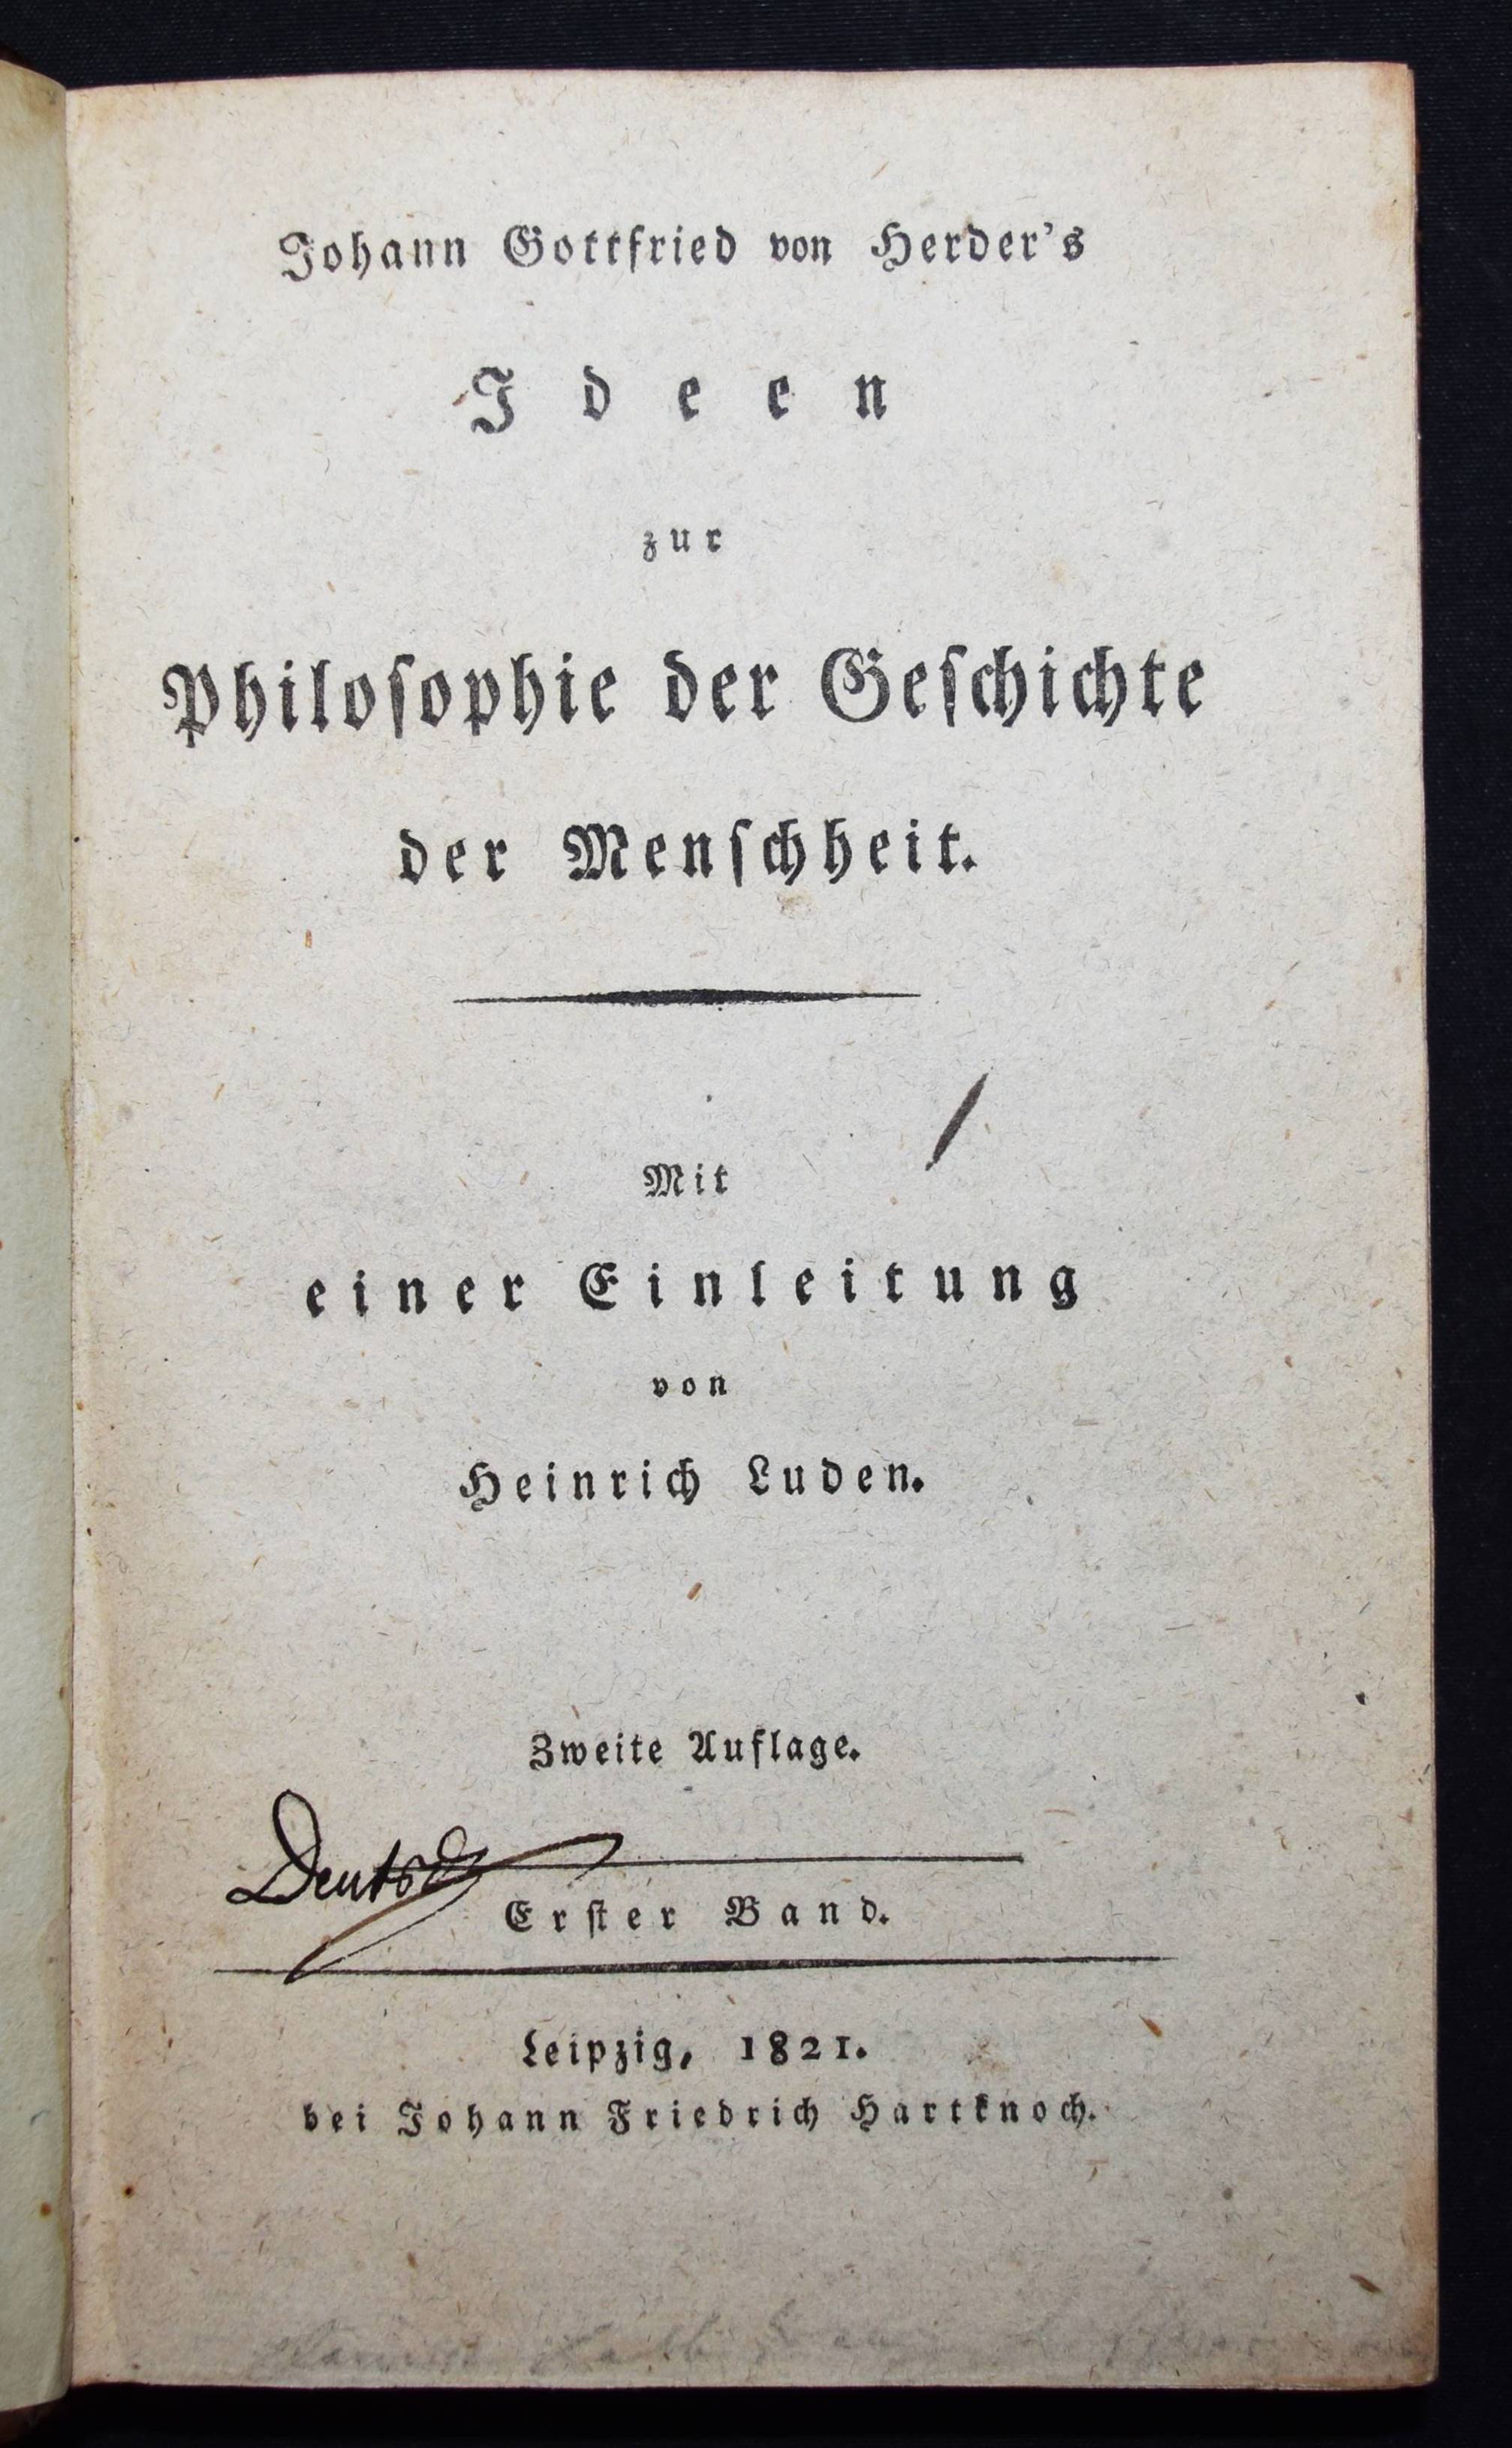 Johann Gottfried von Herder's
Ideen
zur
Philoſophie der Geſchichte
der Menſchheit.
Mit
einer Einleitung
von
Heinrich Luden.
Zweite Auflage.
Deutsch
Erſter Band.
Leipzig, 1821.
bei Johann Friedrich Hartknoch.